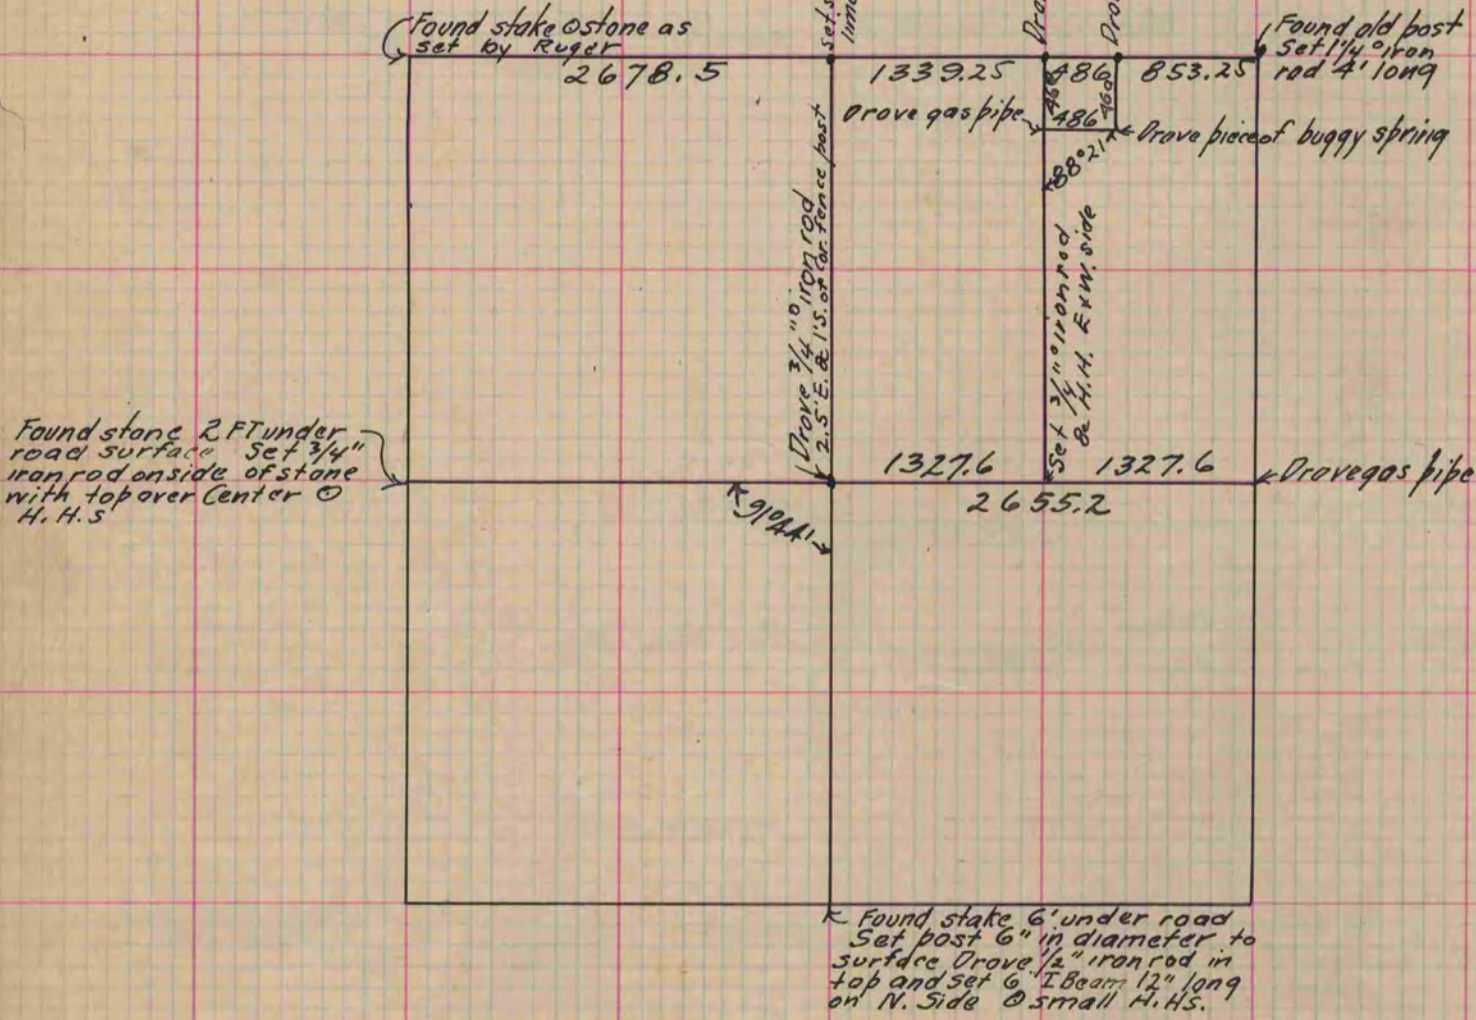 Found stake & stone as
set by Ruger
set s
lime
Dro
Dro
Found old post
Set 1 1/4"° iron
rod 4' long
2678.5
1339.25
486
853.25
460
460
Drove gas pipe
486
Drove piece of buggy spring
88°21'
Drove 3/4"° iron rod
2.5' E. & 1' S. of Cor. fence post
Set 3/4"° iron rod
& H.H. E & W. side
Found stone 2 FT under
road surface Set 3/4"
iron rod on side of stone
with top over Center &
H.H.s
1327.6
1327.6
Drove gas pipe
2655.2
91°44'
Found stake 6' under road
Set post 6" in diameter to
surface Drove 1/2" iron rod in
top and set 6" I Beam 12" long
on N. Side & small H.Hs.